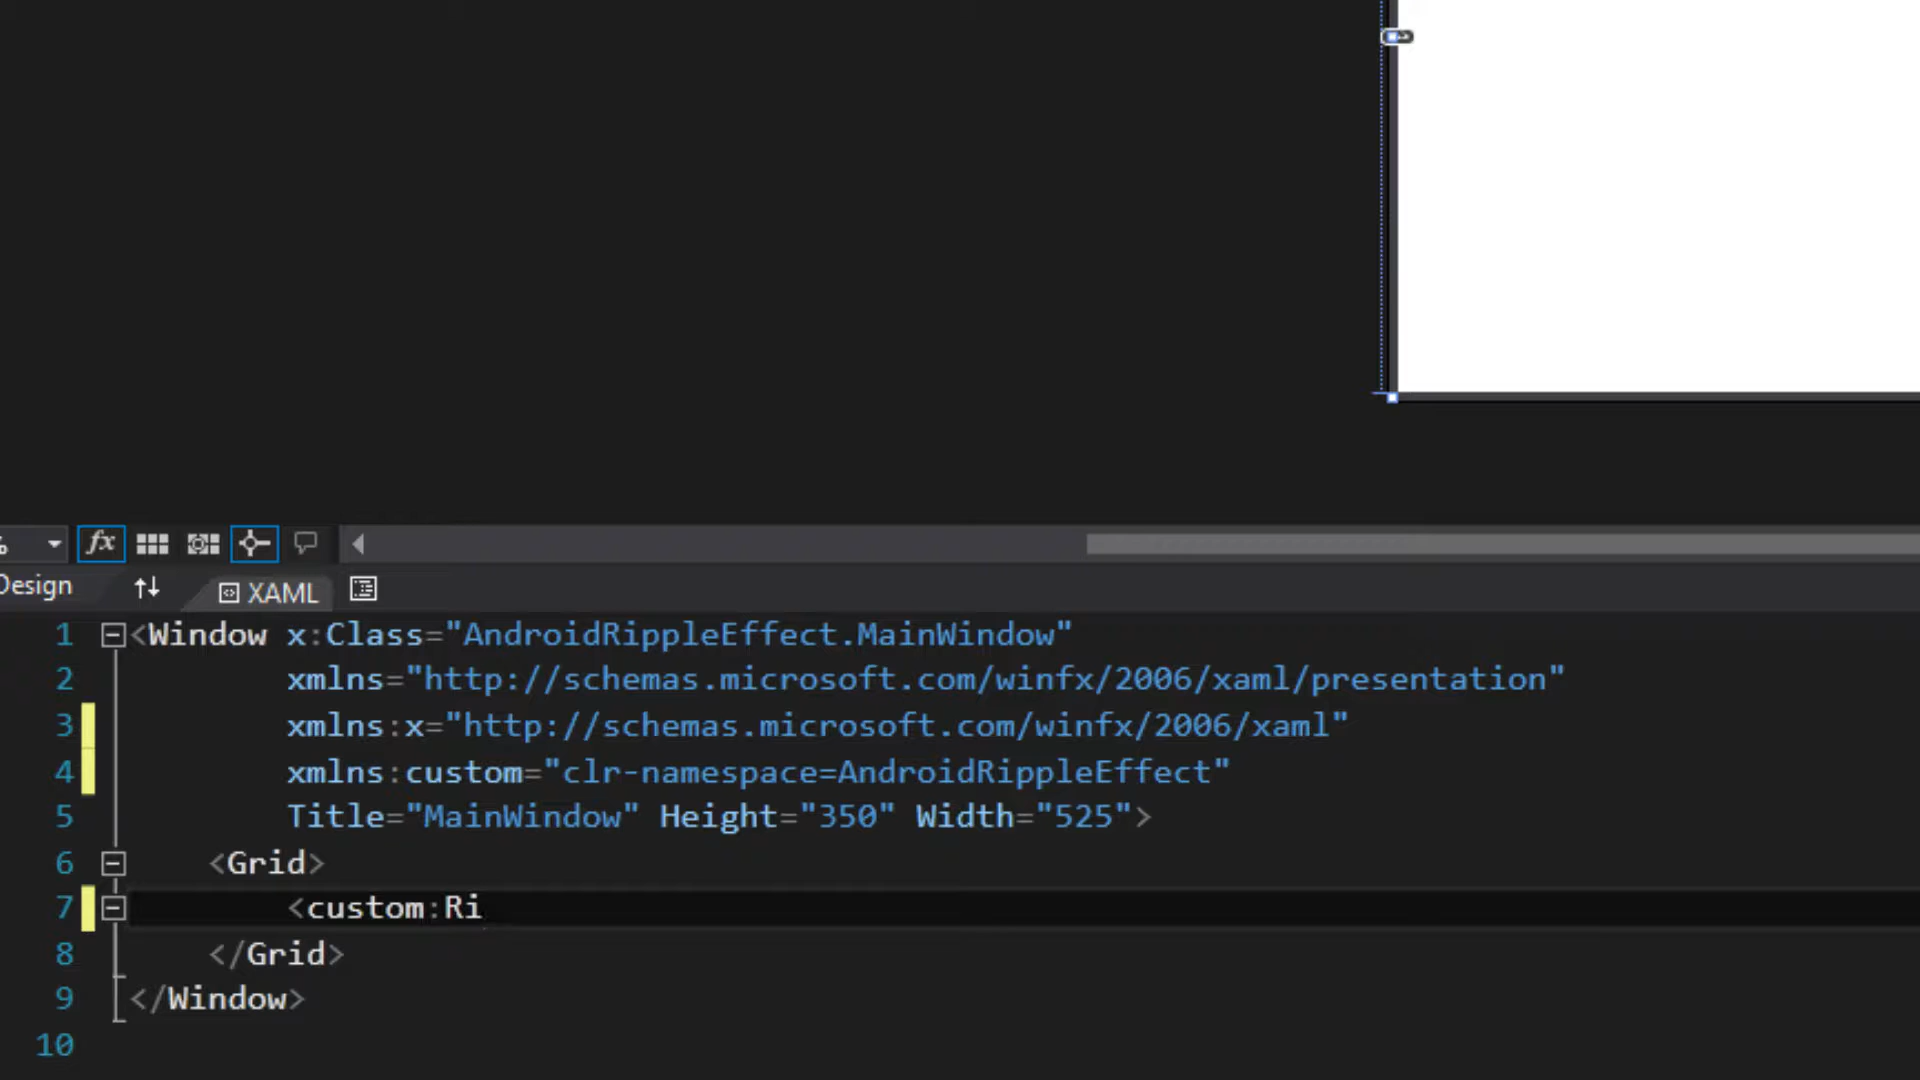 %
fx
Design
XAML
1 <Window x:Class="AndroidRippleEffect.MainWindow"
2 xmlns="http://schemas.microsoft.com/winfx/2006/xaml/presentation"
3 xmlns:x="http://schemas.microsoft.com/winfx/2006/xaml"
4 xmlns:custom="clr-namespace=AndroidRippleEffect"
5 Title="MainWindow" Height="350" Width="525">
6 <Grid>
7 <custom:Ri
8 </Grid>
9 </Window>
10